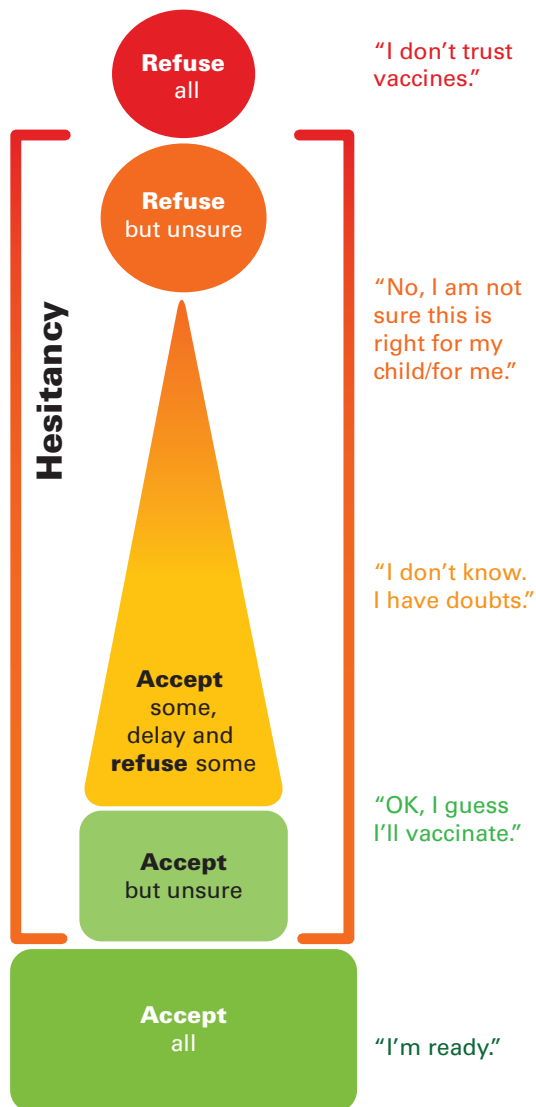 Refuse
all
“I don’t trust
vaccines.”
Refuse
but unsure
Hesitancy
“No, I am not
sure this is
right for my
child/for me.”
“I don’t know.
I have doubts.”
Accept
some,
delay and
refuse some
“OK, I guess
I’ll vaccinate.”
Accept
but unsure
Accept
all
“I’m ready.”